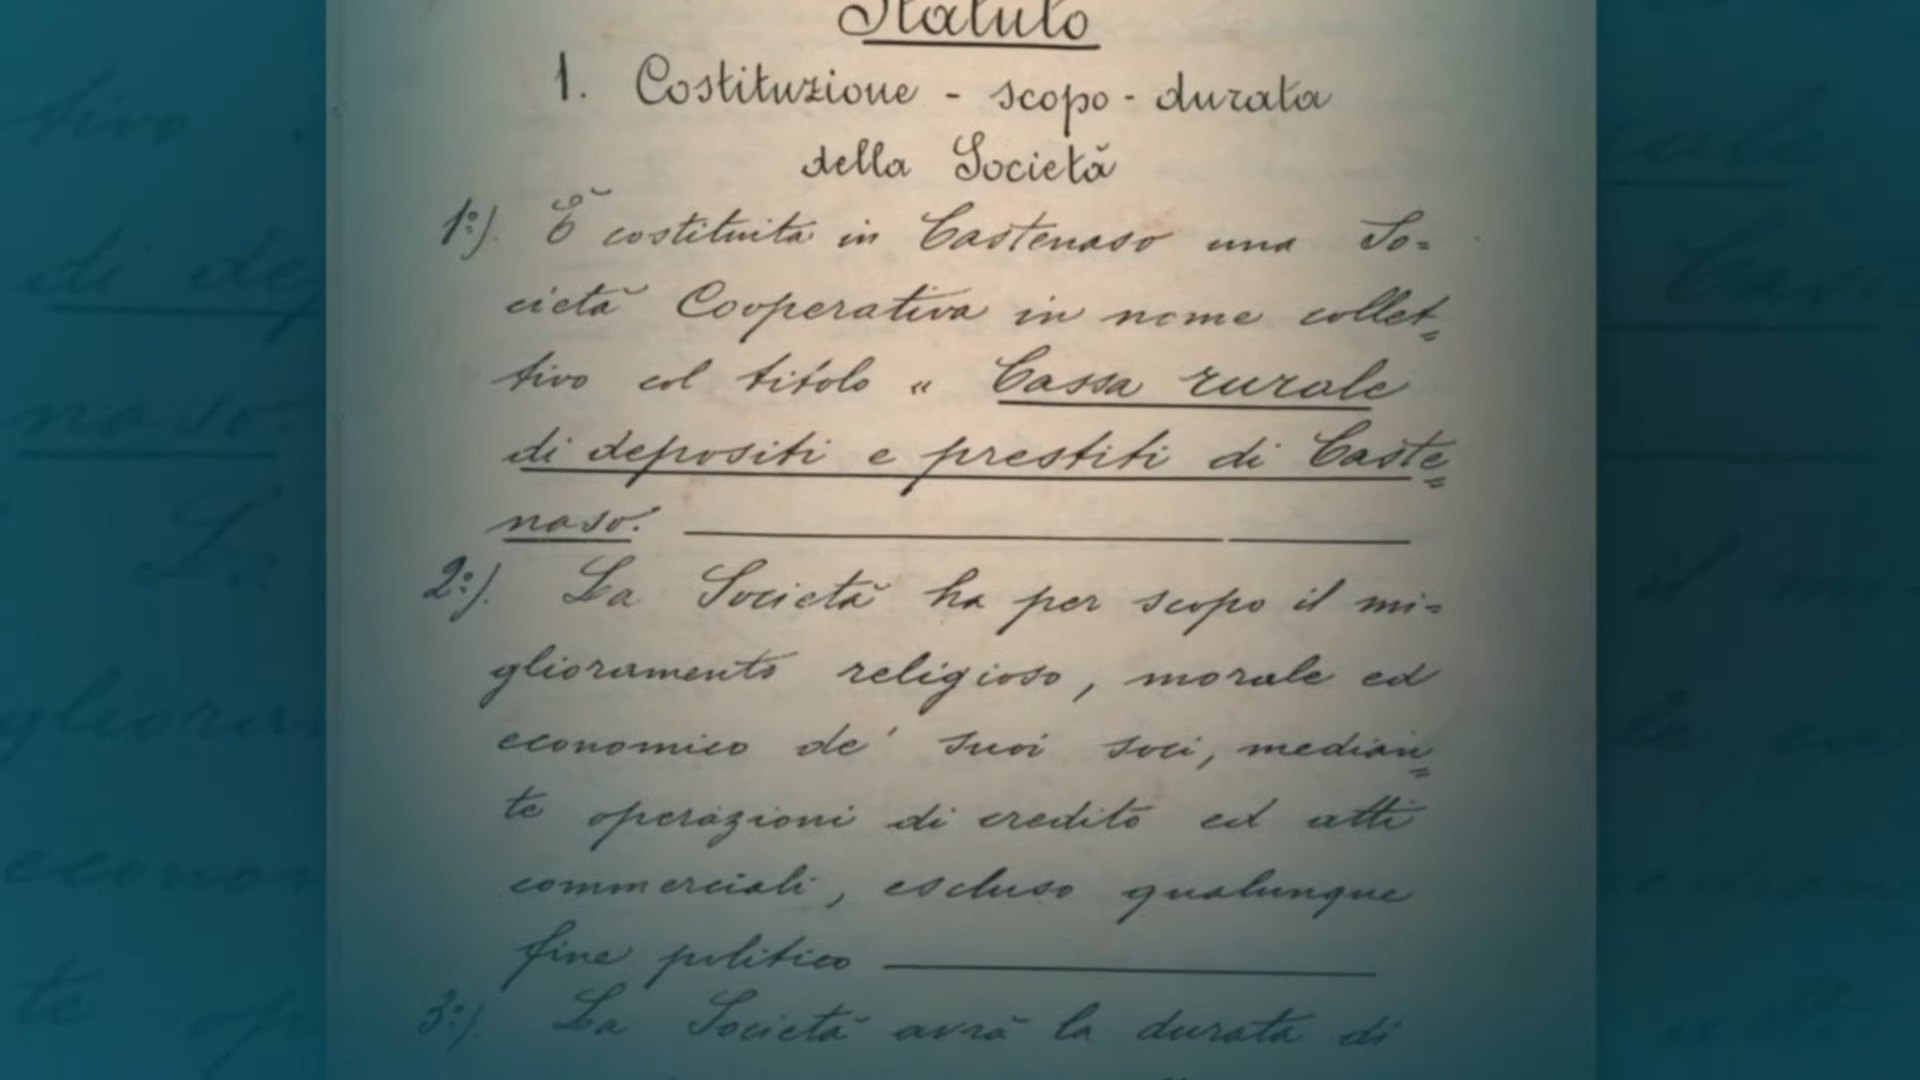 Statuto
1. Costituzione - scopo - durata
della Società
1º). È costituita in Castenaso una So=
cietà Cooperativa in nome collet=
tivo col titolo " Cassa rurale
di depositi e prestiti di Caste=
naso.
2º). La Società ha per scopo il mi=
glioramento religioso, morale ed
economico de' suoi soci, median=
te operazioni di credito ed atti
commerciali, escluso qualunque
fine politico
3º) La Società avrà la durata di